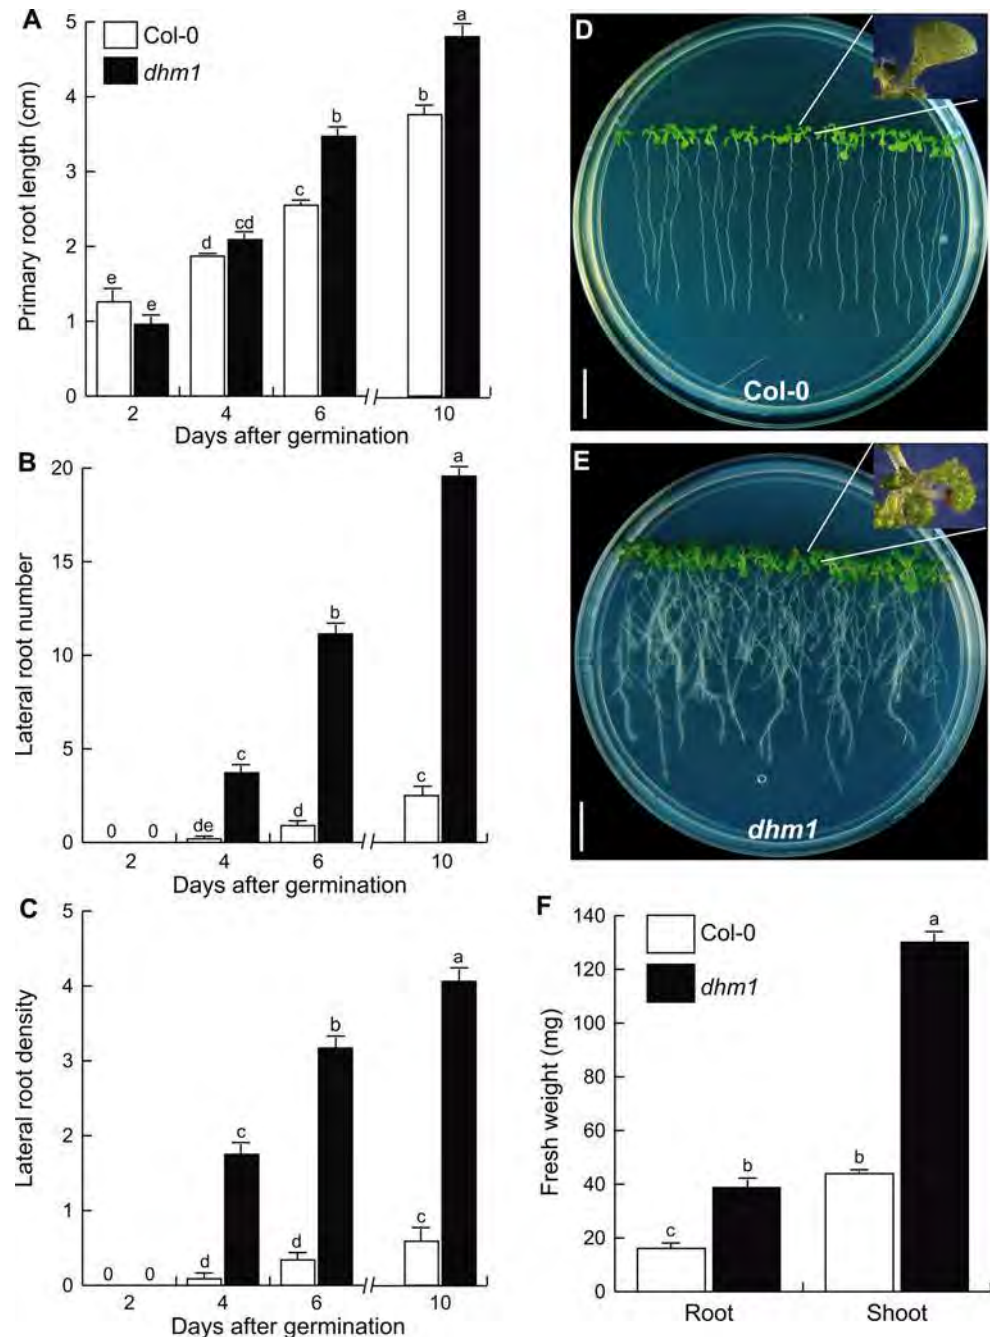 A
Col-0
dhm1
Primary root length (cm)
5
4
3
2
1
0
e
e
d
cd
c
b
b
a
2
4
6
10
Days after germination
B
Lateral root number
20
15
10
5
0
0
0
de
c
d
b
c
a
2
4
6
10
Days after germination
C
Lateral root density
5
4
3
2
1
0
0
0
d
c
d
b
c
a
2
4
6
10
Days after germination
D
Col-0
E
dhm1
F
Col-0
dhm1
Fresh weight (mg)
140
120
100
80
60
40
20
0
c
b
b
a
Root
Shoot